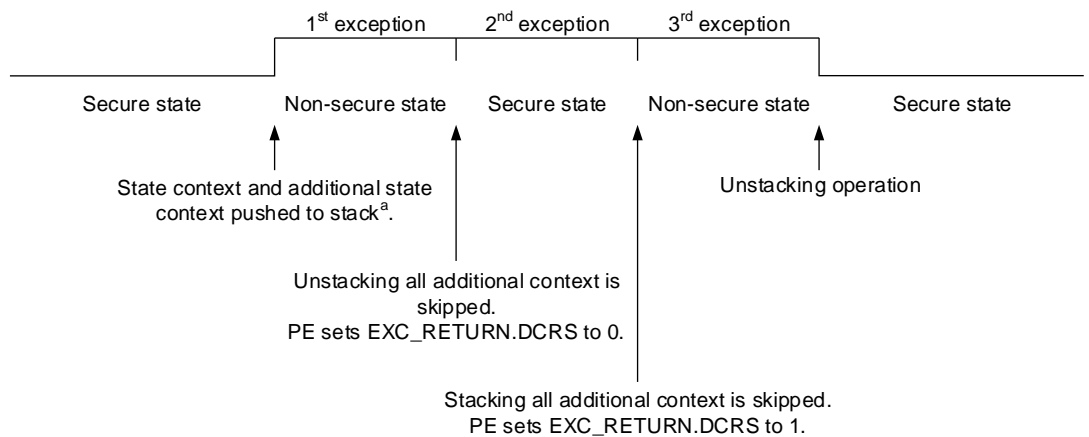 1st exception 2nd exception 3rd exception
Secure state Non-secure state Secure state Non-secure state Secure state
State context and additional state
context pushed to stacka.
Unstacking operation
Unstacking all additional context is
skipped.
PE sets EXC_RETURN.DCRS to 0.
Stacking all additional context is skipped.
PE sets EXC_RETURN.DCRS to 1.